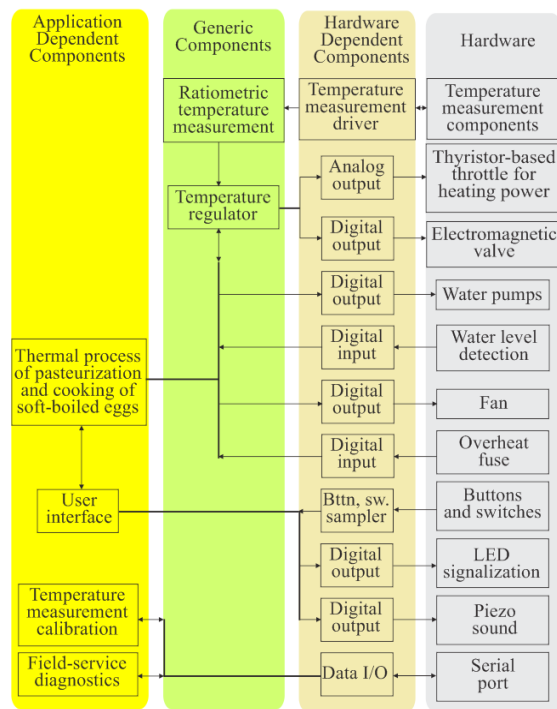 Application
Dependent
Components
Generic
Components
Hardware
Dependent
Components
Hardware
Ratiometric
temperature
measurement
Temperature
measurement
driver
Temperature
measurement
components
Temperature
regulator
Analog
output
Thyristor-based
throttle for
heating power
Digital
output
Electromagnetic
valve
Digital
output
Water pumps
Thermal process
of pasteurization
and cooking of
soft-boiled eggs
Digital
input
Water level
detection
Digital
output
Fan
Digital
input
Overheat
fuse
User
interface
Bttn, sw.
sampler
Buttons
and switches
Digital
output
LED
signalization
Temperature
measurement
calibration
Digital
output
Piezo
sound
Field-service
diagnostics
Data I/O
Serial
port